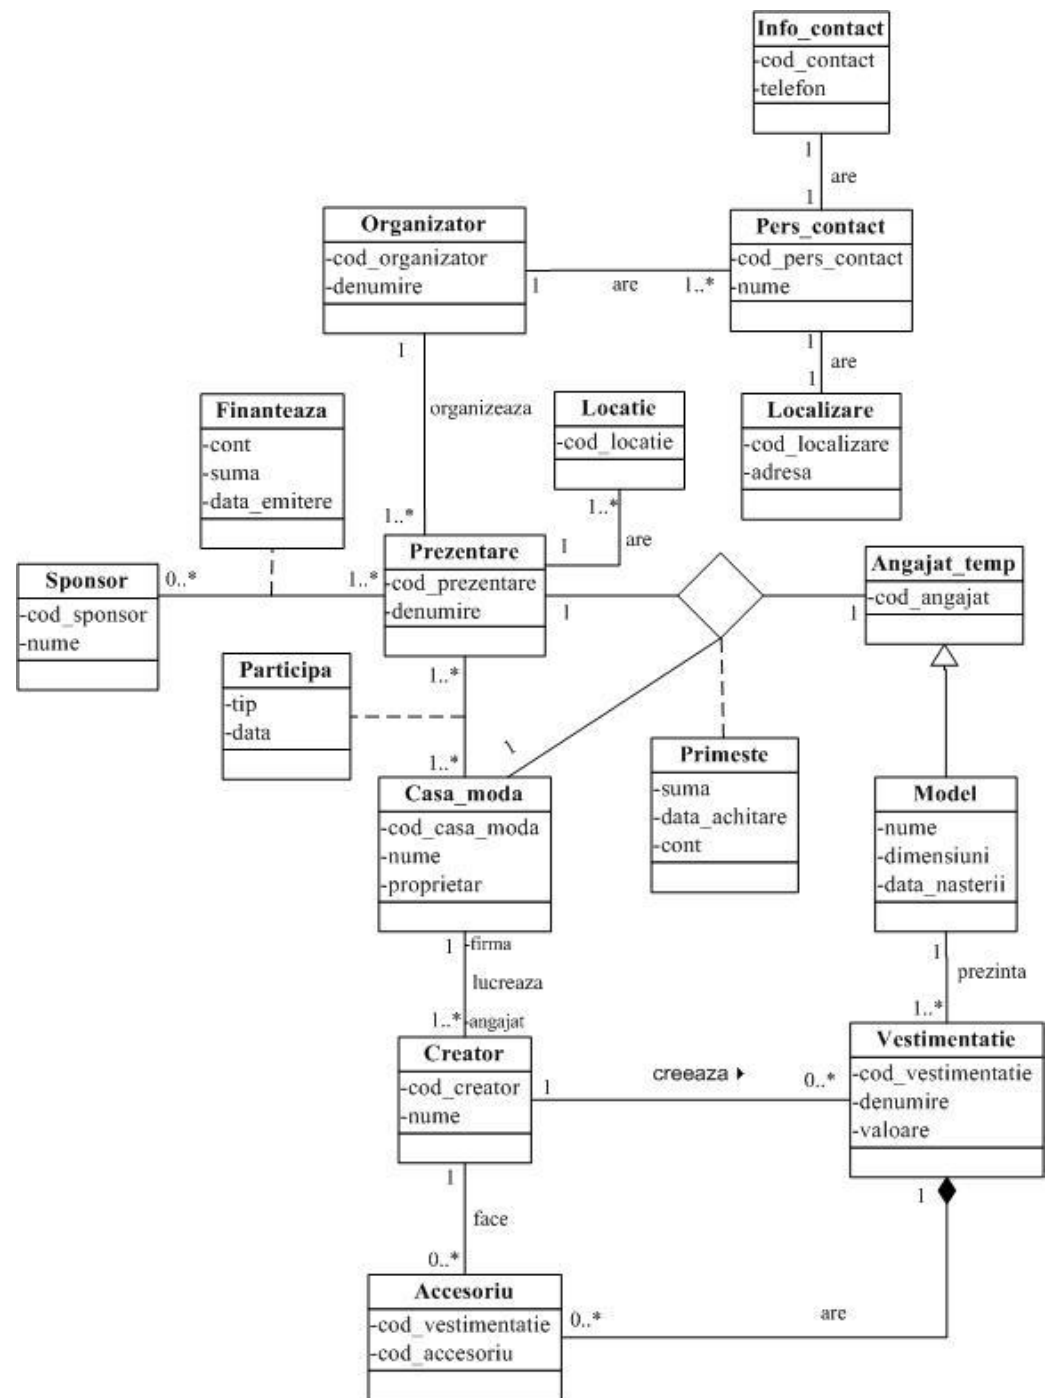 Info_contact
-cod_contact
-telefon
1
are
1
Organizator
-cod_organizator
-denumire
Pers_contact
-cod_pers_contact
-nume
1
are
1..*
1
are
1
1
organizeaza
1..*
Finanteaza
-cont
-suma
-data_emitere
Locatie
-cod_locatie
1..*
are
1
Localizare
-cod_localizare
-adresa
Sponsor
-cod_sponsor
-nume
0..*
1..*
Prezentare
-cod_prezentare
-denumire
1
1
Angajat_temp
-cod_angajat
Participa
-tip
-data
1..*
1..*
1
Casa_moda
-cod_casa_moda
-nume
-proprietar
Primeste
-suma
-data_achitare
-cont
Model
-nume
-dimensiuni
-data_nasterii
1 -firma
lucreaza
1..* -angajat
1
prezinta
1..*
Creator
-cod_creator
-nume
1
creeaza
0..*
Vestimentatie
-cod_vestimentatie
-denumire
-valoare
1
face
0..*
1
are
0..*
Accesoriu
-cod_vestimentatie
-cod_accesoriu